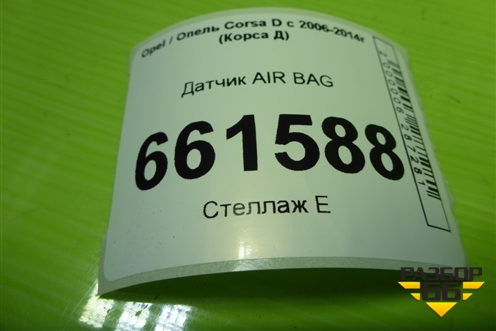 Opel / Опель Corsa D с 2006-2014г
(Корса Д)
Датчик AIR BAG
661588
Стеллаж Е
РАЗБОР
66